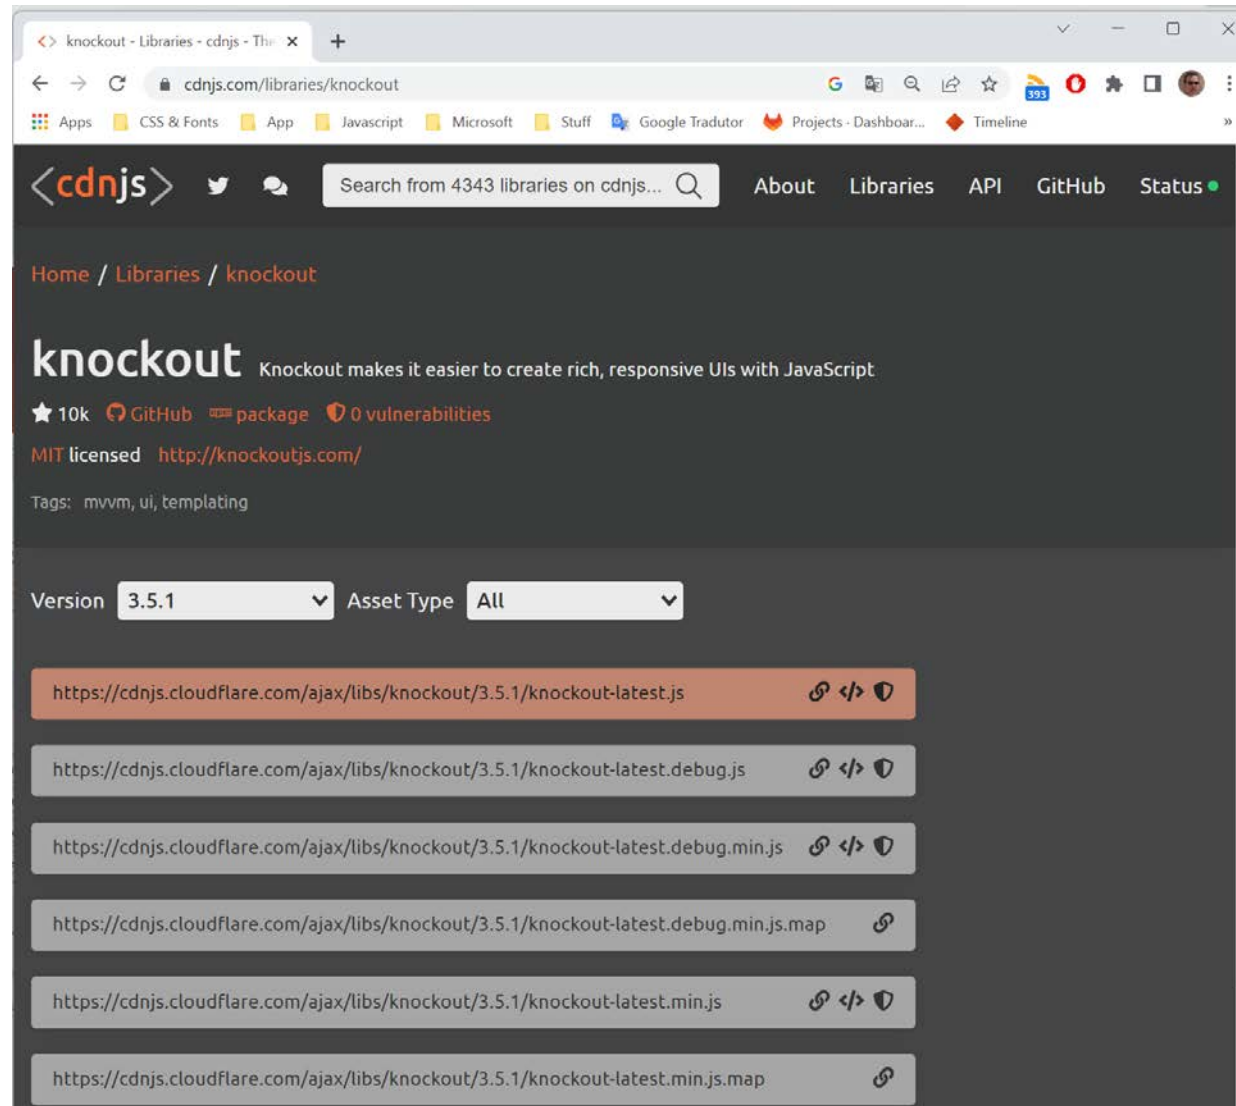 knockout - Libraries - cdnjs - The
cdnjs.com/libraries/knockout
393
Apps CSS & Fonts App Javascript Microsoft Stuff Google Tradutor Projects · Dashboar... Timeline »
<cdnjs> Search from 4343 libraries on cdnjs... About Libraries API GitHub Status
Home / Libraries / knockout
knockout Knockout makes it easier to create rich, responsive UIs with JavaScript
10k GitHub package 0 vulnerabilities
MIT licensed http://knockoutjs.com/
Tags: mvvm, ui, templating
Version 3.5.1 Asset Type All
https://cdnjs.cloudflare.com/ajax/libs/knockout/3.5.1/knockout-latest.js
https://cdnjs.cloudflare.com/ajax/libs/knockout/3.5.1/knockout-latest.debug.js
https://cdnjs.cloudflare.com/ajax/libs/knockout/3.5.1/knockout-latest.debug.min.js
https://cdnjs.cloudflare.com/ajax/libs/knockout/3.5.1/knockout-latest.debug.min.js.map
https://cdnjs.cloudflare.com/ajax/libs/knockout/3.5.1/knockout-latest.min.js
https://cdnjs.cloudflare.com/ajax/libs/knockout/3.5.1/knockout-latest.min.js.map